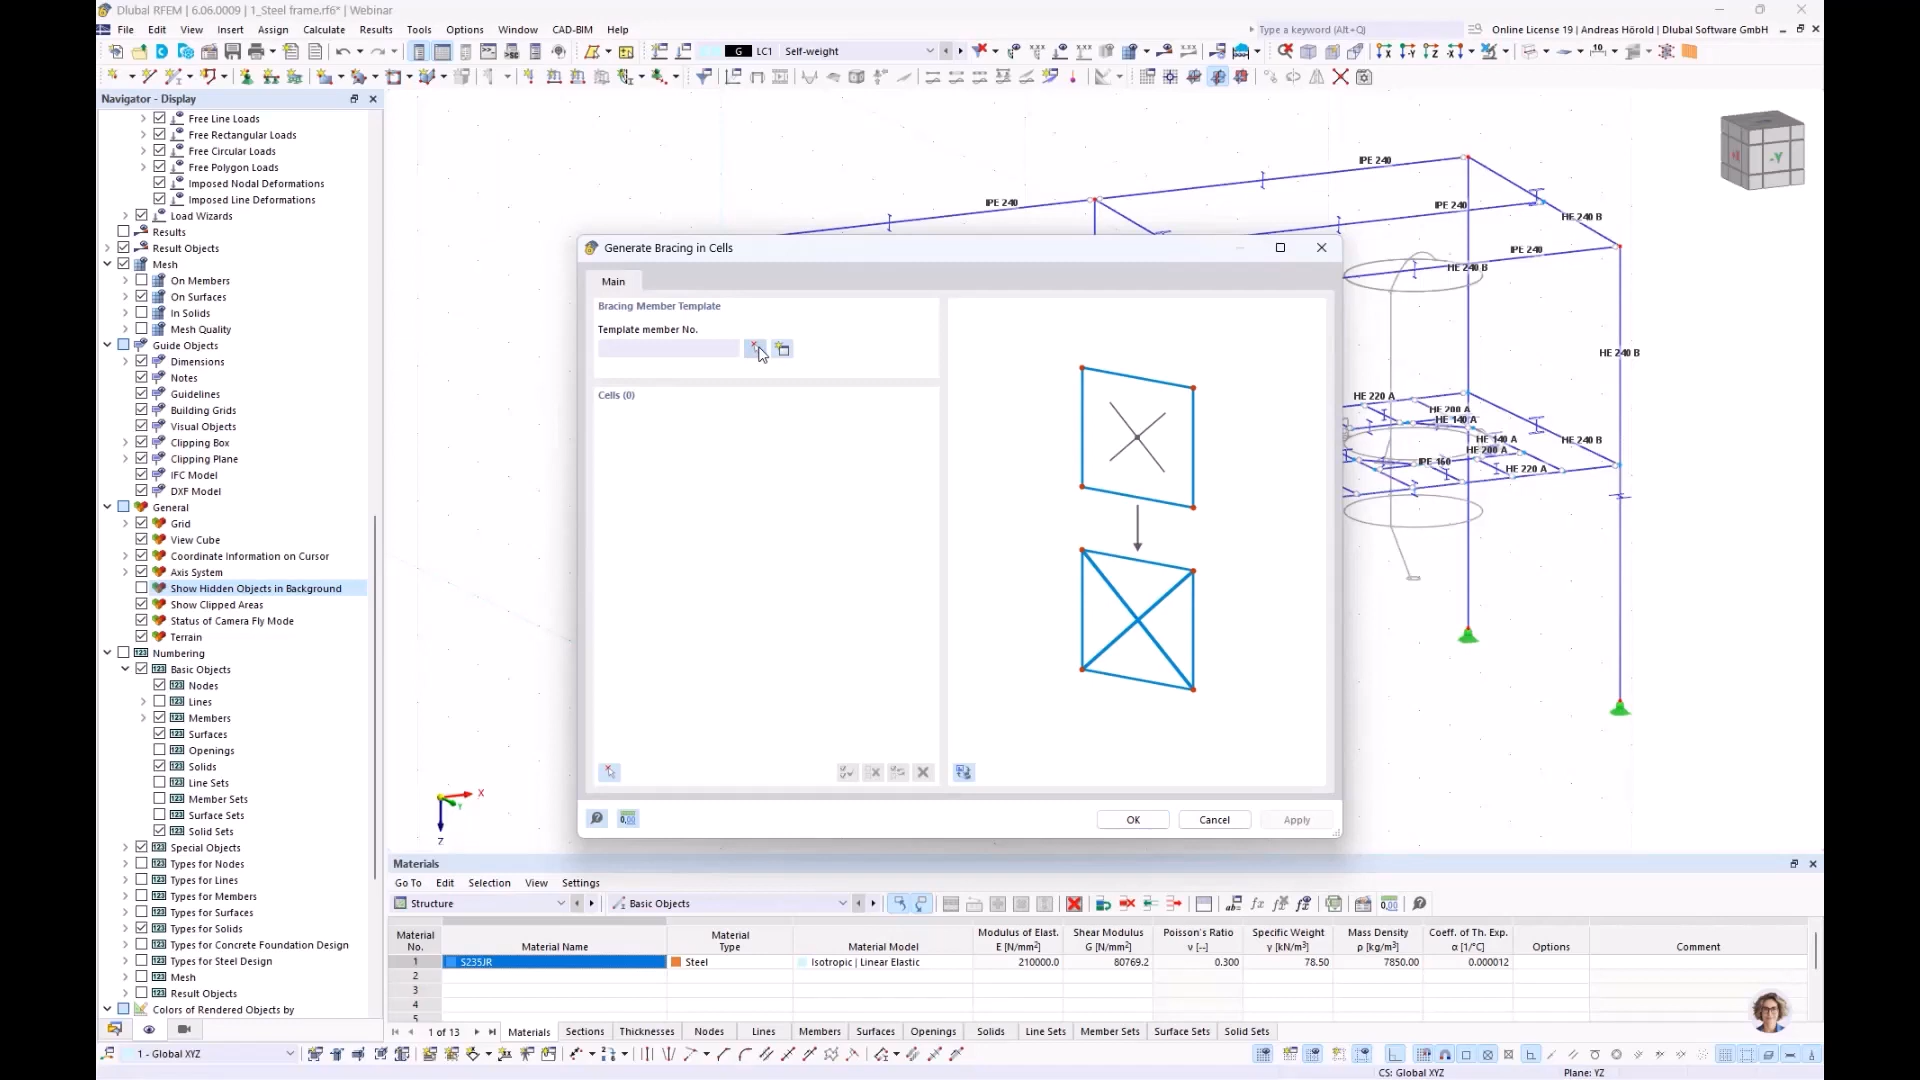 Dlubal RFEM | 6.06.0009 | 1_Steel frame.rf6* | Webinar
File Edit View Insert Assign Calculate Results Tools Options Window CAD-BIM Help
Type a keyword (Alt+Q)
Online License 19 | Andreas Hörold | Dlubal Software GmbH
G LC1 Self-weight
Navigator - Display
Free Line Loads
Free Rectangular Loads
Free Circular Loads
Free Polygon Loads
Imposed Nodal Deformations
Imposed Line Deformations
Load Wizards
Results
Result Objects
Mesh
On Members
On Surfaces
In Solids
Mesh Quality
Guide Objects
Dimensions
Notes
Guidelines
Building Grids
Visual Objects
Clipping Box
Clipping Plane
IFC Model
DXF Model
General
Grid
View Cube
Coordinate Information on Cursor
Axis System
Show Hidden Objects in Background
Show Clipped Areas
Status of Camera Fly Mode
Terrain
Numbering
Basic Objects
Nodes
Lines
Members
Surfaces
Openings
Solids
Line Sets
Member Sets
Surface Sets
Solid Sets
Special Objects
Types for Nodes
Types for Lines
Types for Members
Types for Surfaces
Types for Solids
Types for Concrete Foundation Design
Types for Steel Design
Mesh
Result Objects
Colors of Rendered Objects by
1 - Global XYZ
IPE 240
IPE 240
IPE 240
HE 240 B
IPE 240
HE 240 B
HE 240 B
HE 220 A
HE 200 A
HE 140 A
HE 140 A
HE 240 B
HE 200 A
IPE 160
HE 220 A
-Y
X
Y
Z
Generate Bracing in Cells
Main
Bracing Member Template
Template member No.
Cells (0)
OK Cancel Apply
Materials
Go To Edit Selection View Settings
Structure
Basic Objects
Material No.
Material Name
Material Type
Material Model
Modulus of Elast. E [N/mm²]
Shear Modulus G [N/mm²]
Poisson's Ratio ν [--]
Specific Weight γ [kN/m³]
Mass Density ρ [kg/m³]
Coeff. of Th. Exp. α [1/°C]
Options
Comment
1 S235JR Steel Isotropic | Linear Elastic 210000.0 80769.2 0.300 78.50 7850.00 0.000012
2
3
4
5
1 of 13 Materials Sections Thicknesses Nodes Lines Members Surfaces Openings Solids Line Sets Member Sets Surface Sets Solid Sets
CS: Global XYZ
Plane: YZ